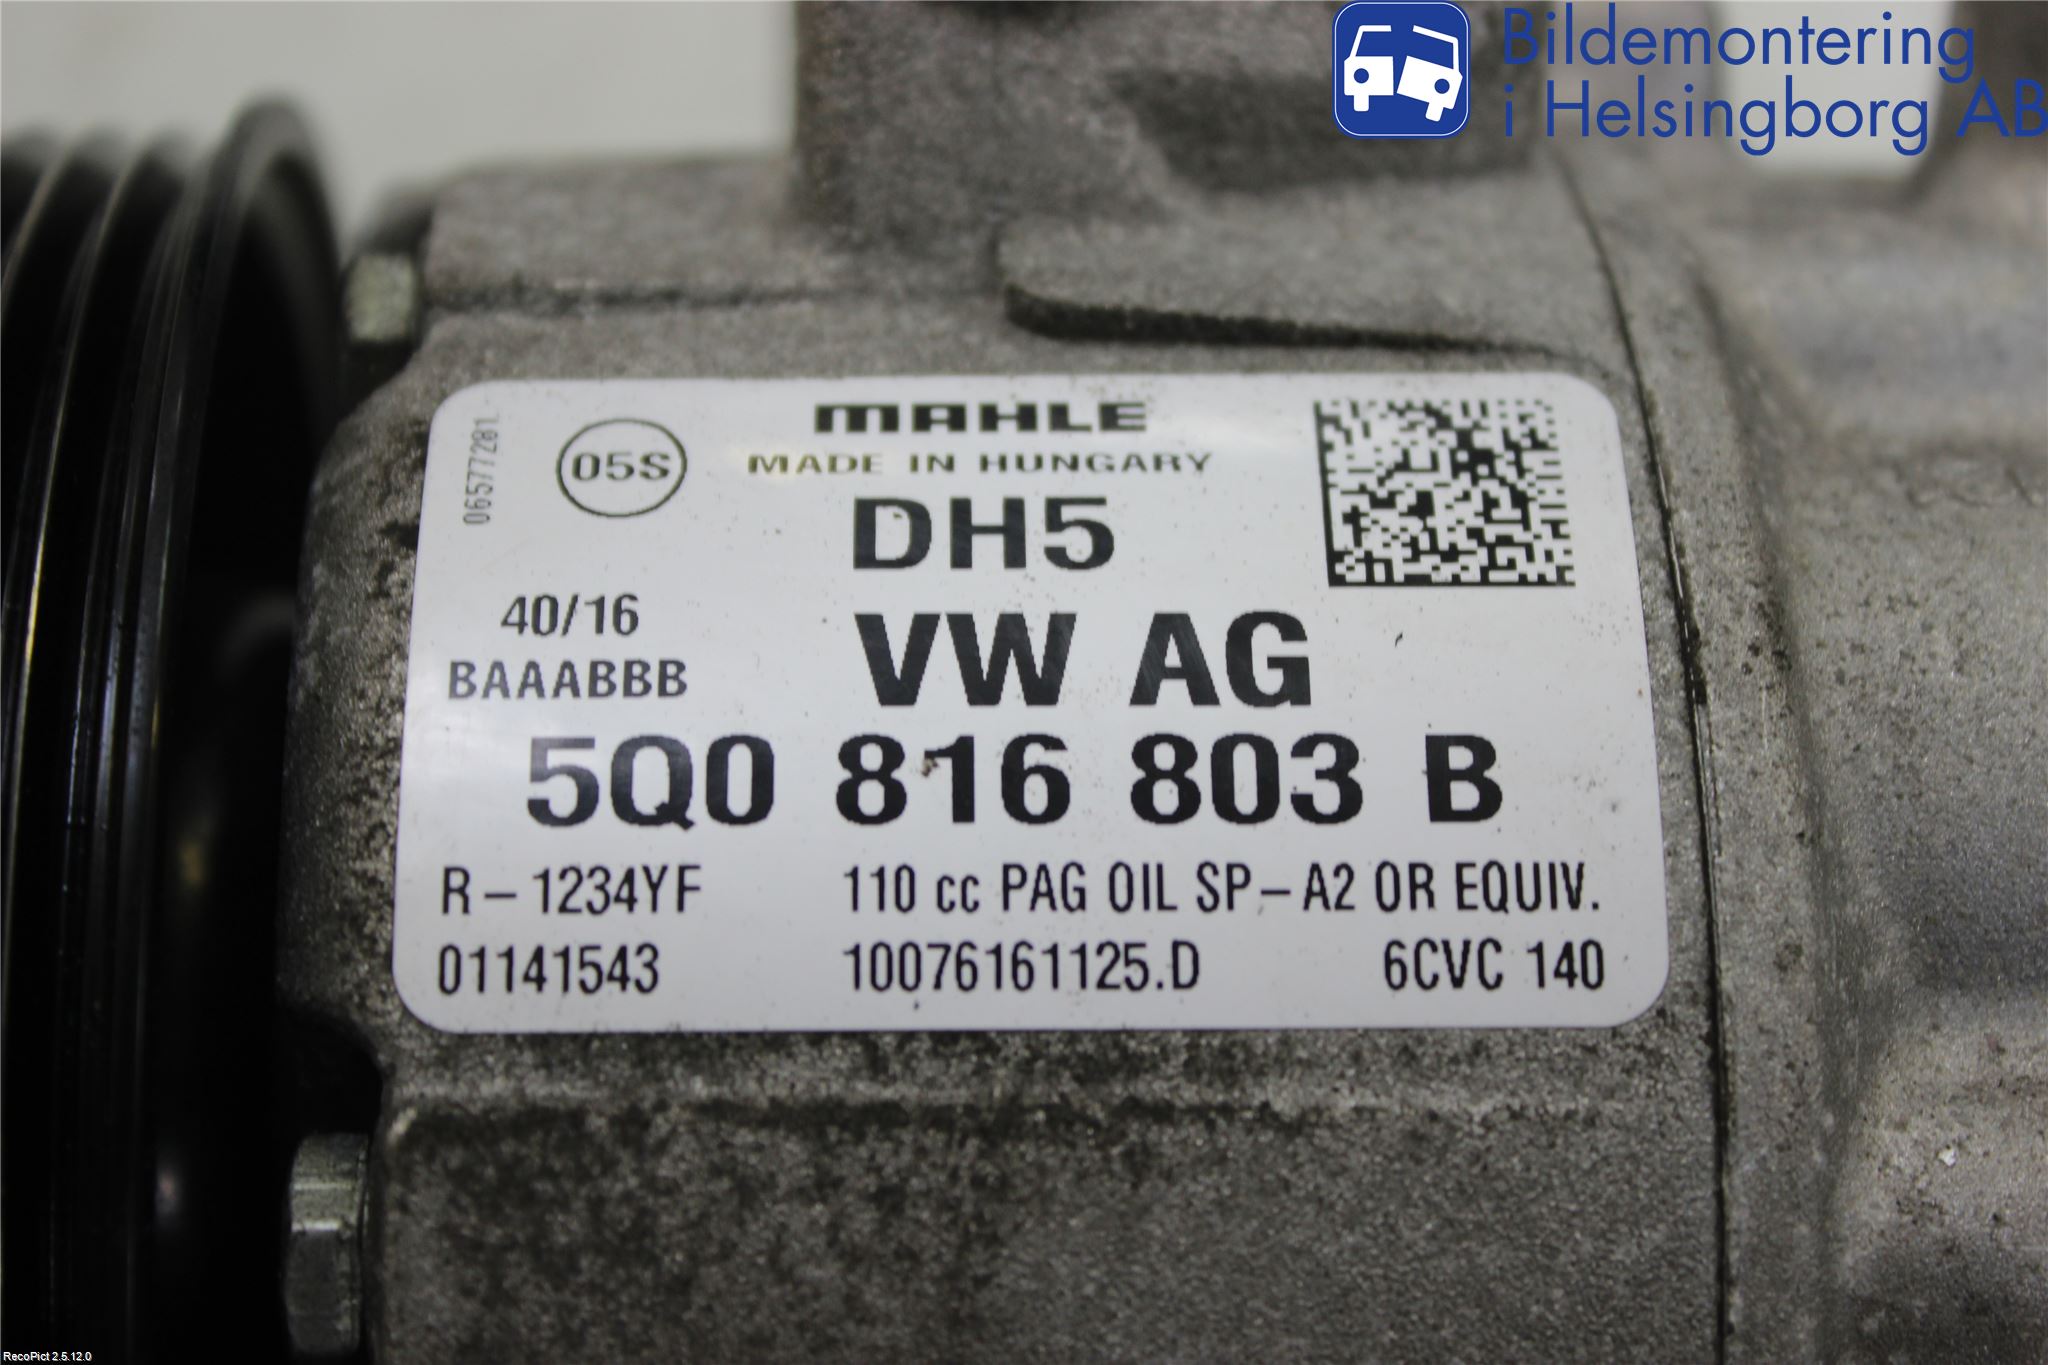 Bildemontering
i Helsingborg AB
MAHLE
MADE IN HUNGARY
06577201
05S
DH5
40/16
VW AG
BAAABBB
5Q0 816 803 B
R-1234YF 110 cc PAG OIL SP-A2 OR EQUIV.
01141543 10076161125.D 6CVC 140
RecoPict 2.5.12.0